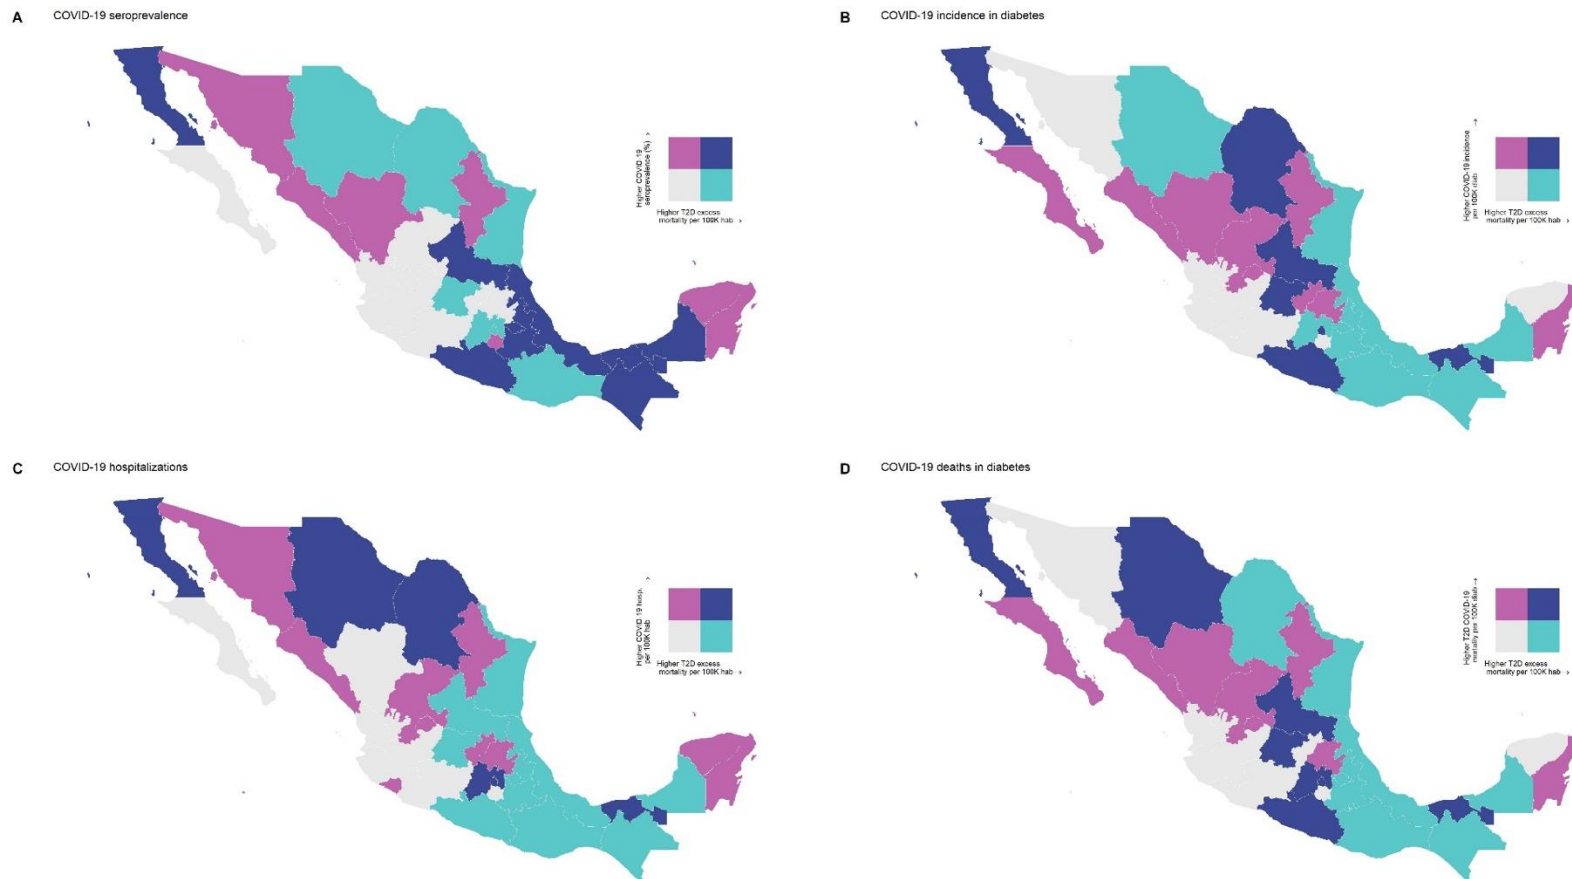 A COVID-19 seroprevalence
Higher COVID-19
seroprevalence (%) →
Higher T2D excess
mortality per 100K hab →
B COVID-19 incidence in diabetes
Higher COVID-19 incidence
per 100K diab →
Higher T2D excess
mortality per 100K hab →
C COVID-19 hospitalizations
Higher COVID-19 hosp.
per 100K hab →
Higher T2D excess
mortality per 100K hab →
D COVID-19 deaths in diabetes
Higher T2D COVID-19
mortality per 100K diab →
Higher T2D excess
mortality per 100K hab →